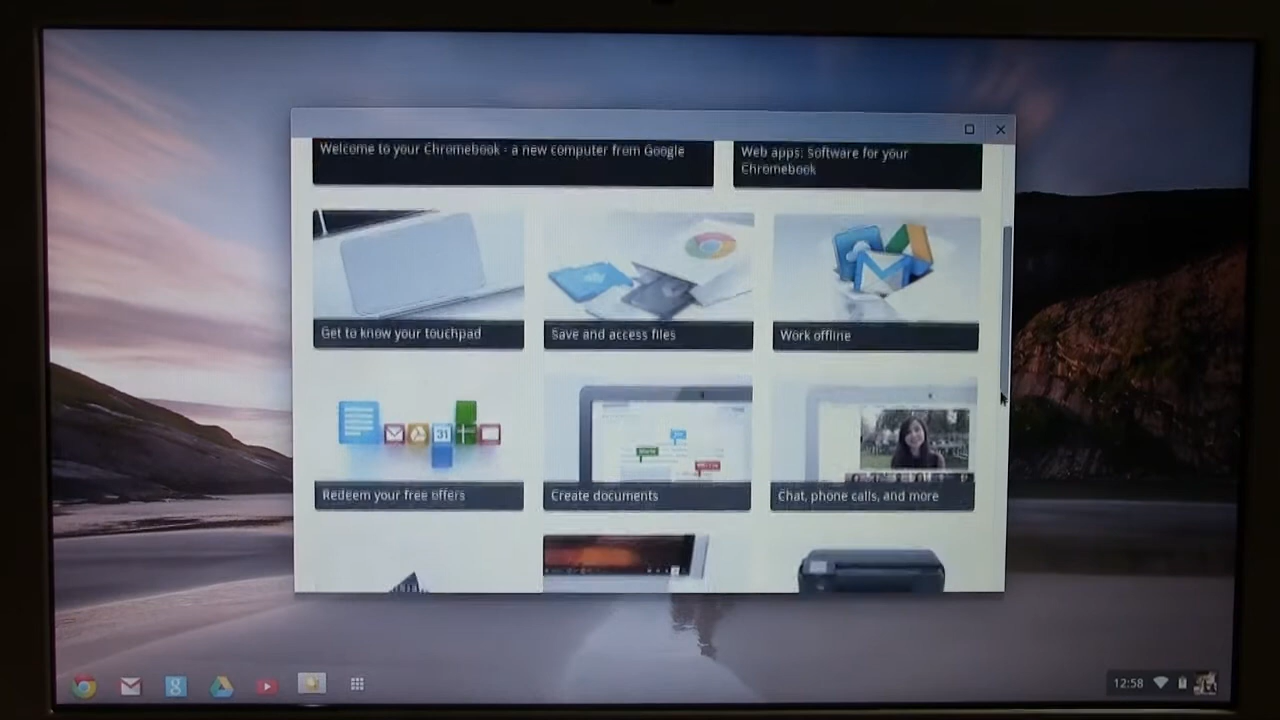 Welcome to your Chromebook - a new computer from Google
Web apps: Software for your
Chromebook
Get to know your touchpad
Save and access files
Work offline
31
Redeem your free offers
Create documents
Chat, phone calls, and more
8
12:58